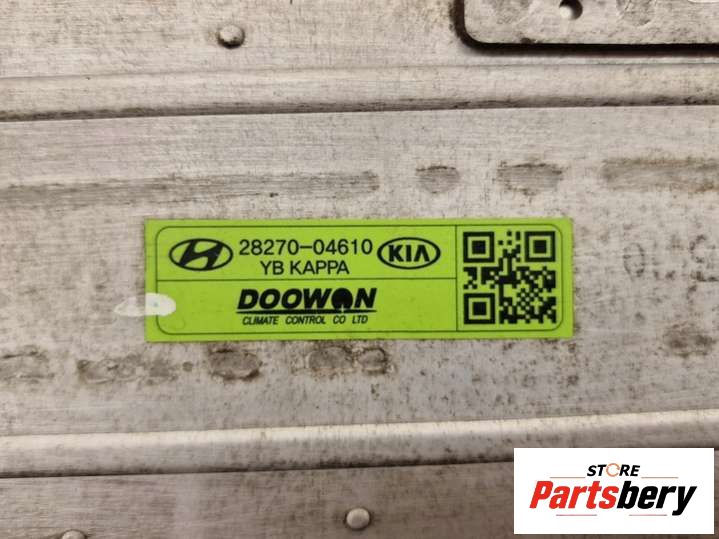 28270-04610 KIA
YB KAPPA
DOOWON
CLIMATE CONTROL CO LTD
STORE
Partsbery